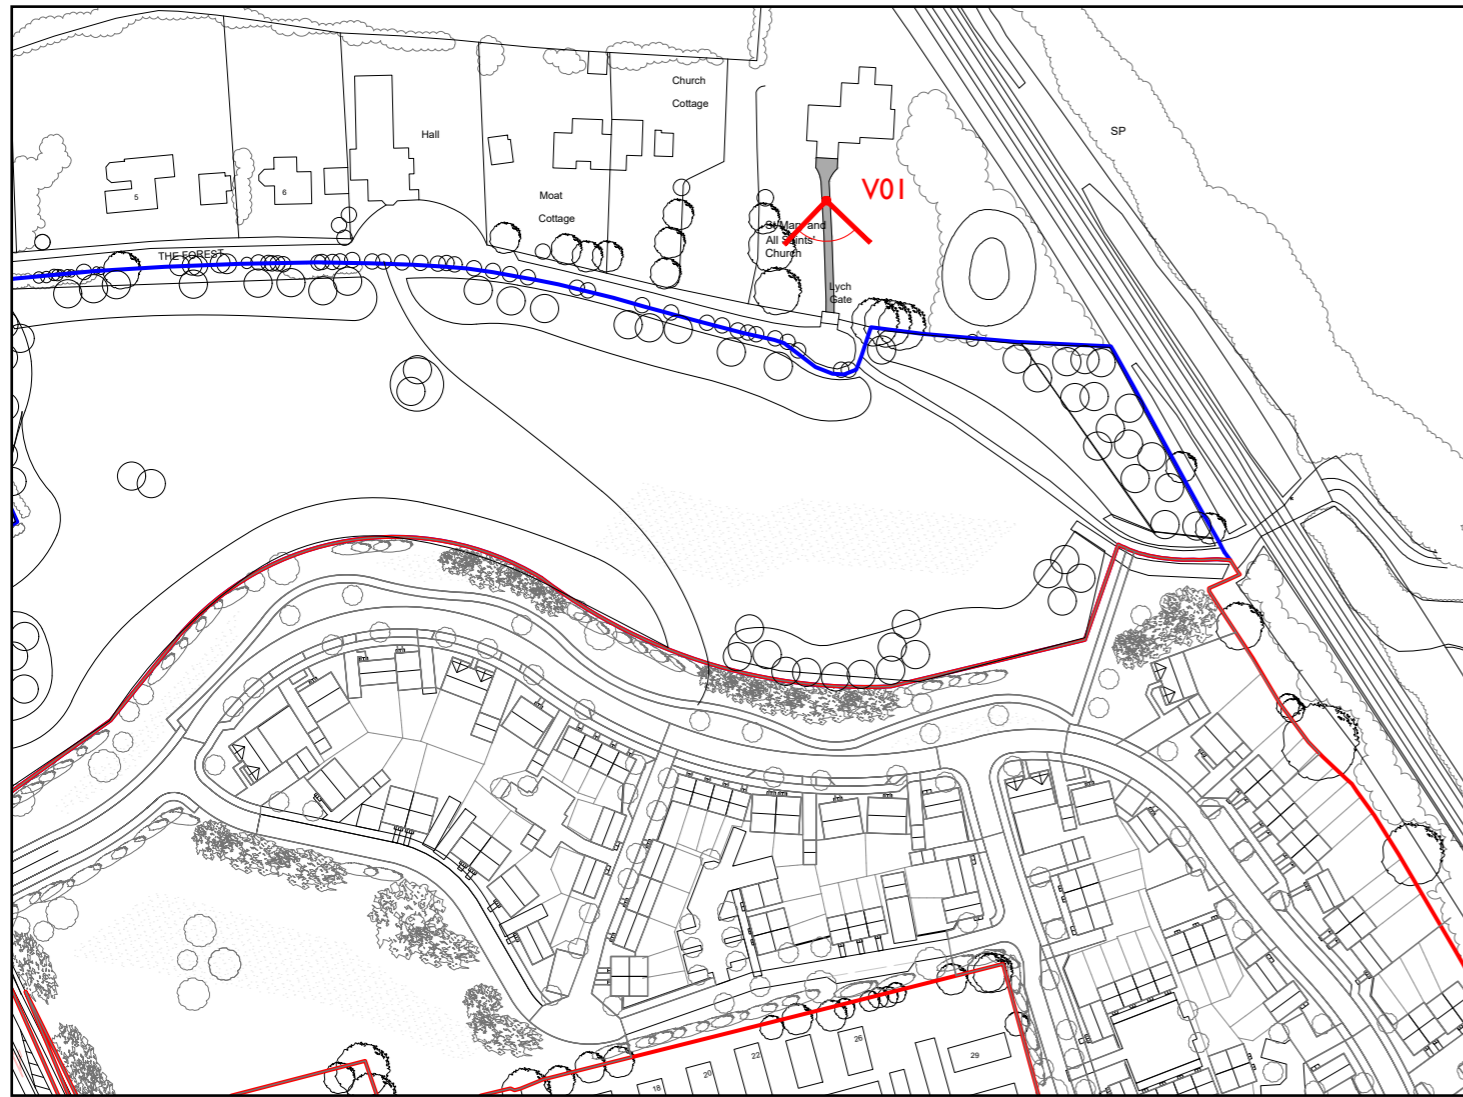 Church
Cottage
SP
Hall
V01
5
6
Moat
Cottage
St Mary and
All Saints'
Church
THE FOREST
Lych
Gate
26
22
29
20
18